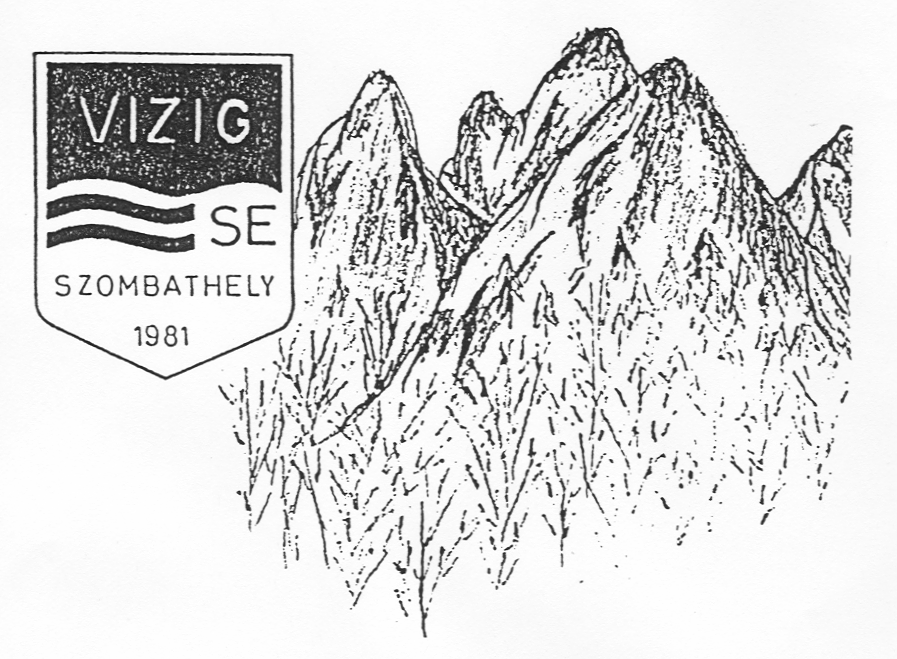 VIZIG
SE
SZOMBATHELY
1981